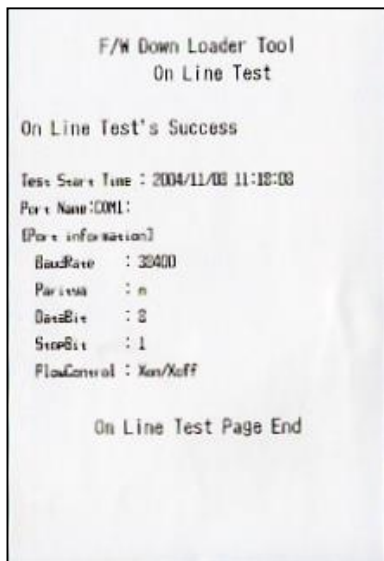 F/W Down Loader Tool
On Line Test
On Line Test's Success
Test Start Time : 2004/11/08 11:18:08
Port Name:COM1:
[Port information]
BaudRate : 38400
: n
DataBit : 8
StopBit : 1
FlowControl : Xon/Xoff
On Line Test Page End